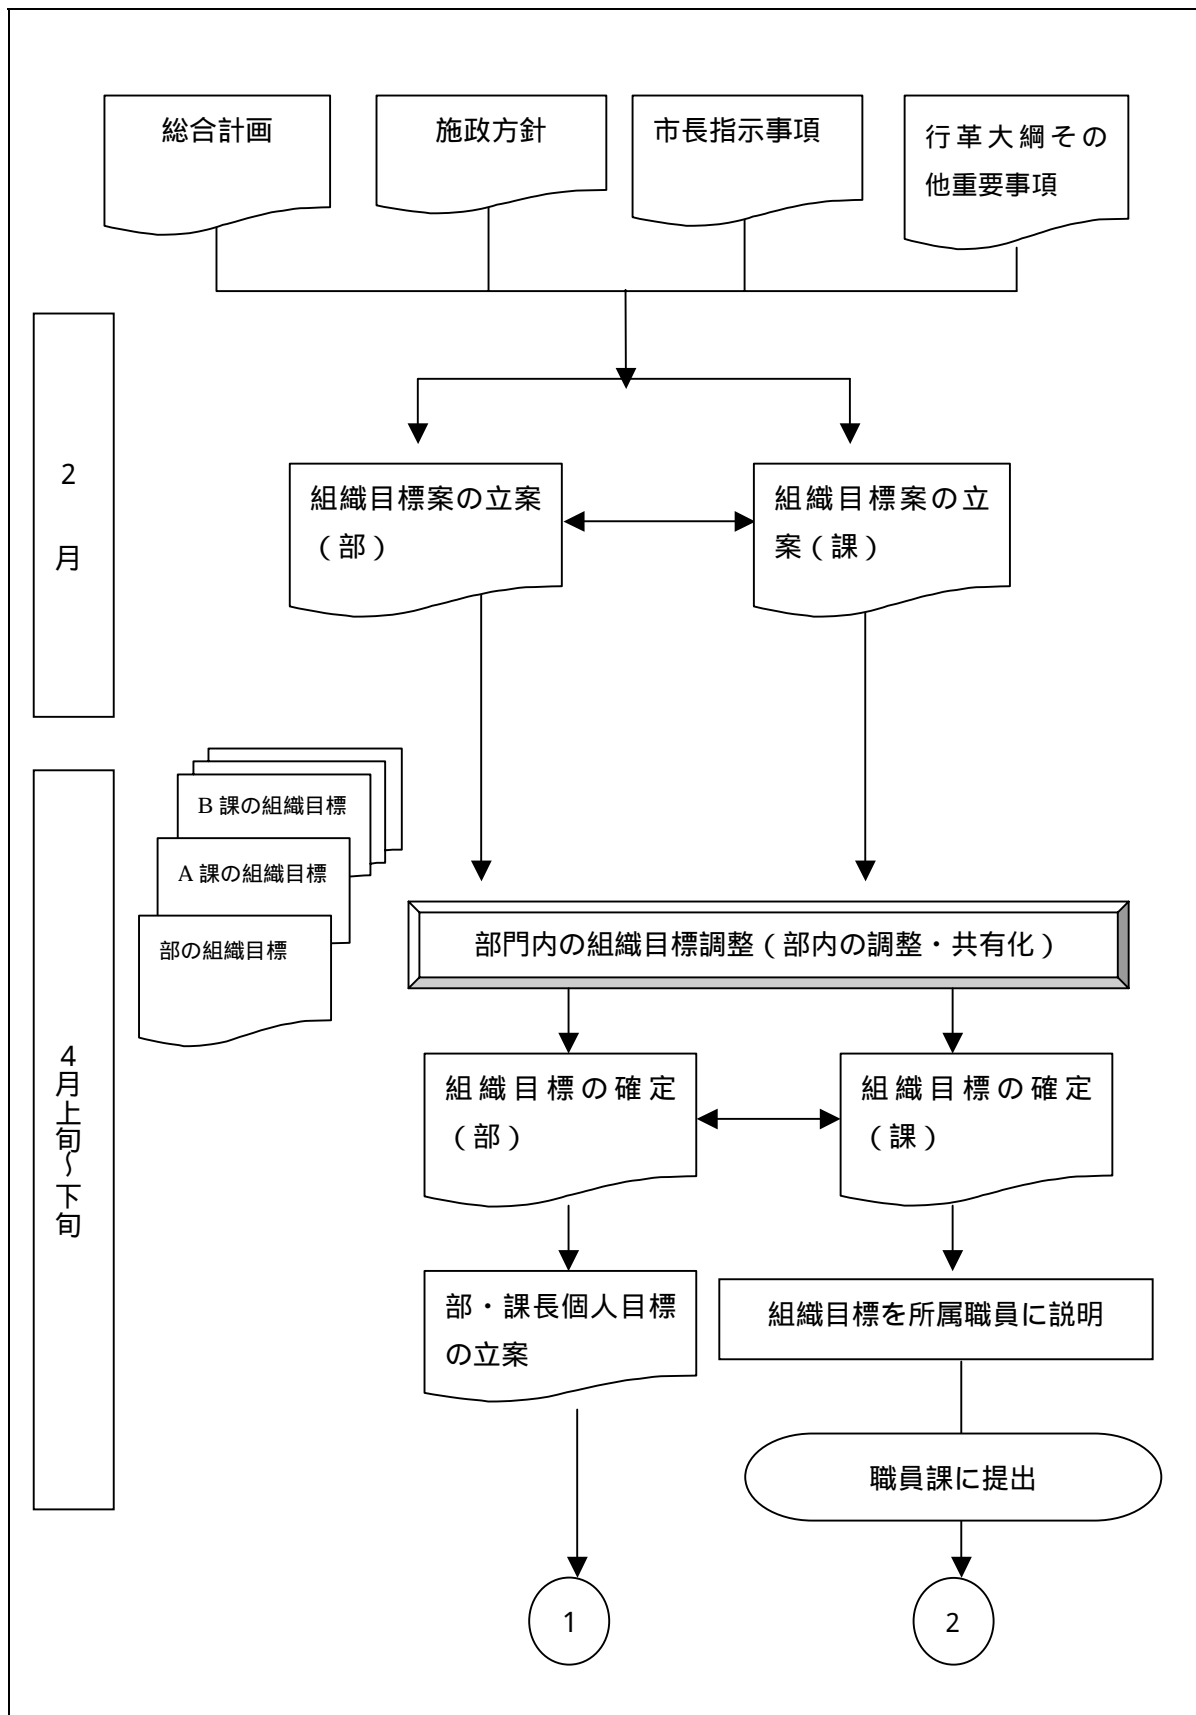 総合計画
施政方針
市長指示事項
行革大綱その
他重要事項
2
月
組織目標案の立案
（部）
組織目標案の立
案（課）
B 課の組織目標
A 課の組織目標
部の組織目標
部門内の組織目標調整（部内の調整・共有化）
4月上旬～下旬
組織目標の確定
（部）
組織目標の確定
（課）
部・課長個人目標
の立案
組織目標を所属職員に説明
職員課に提出
1
2